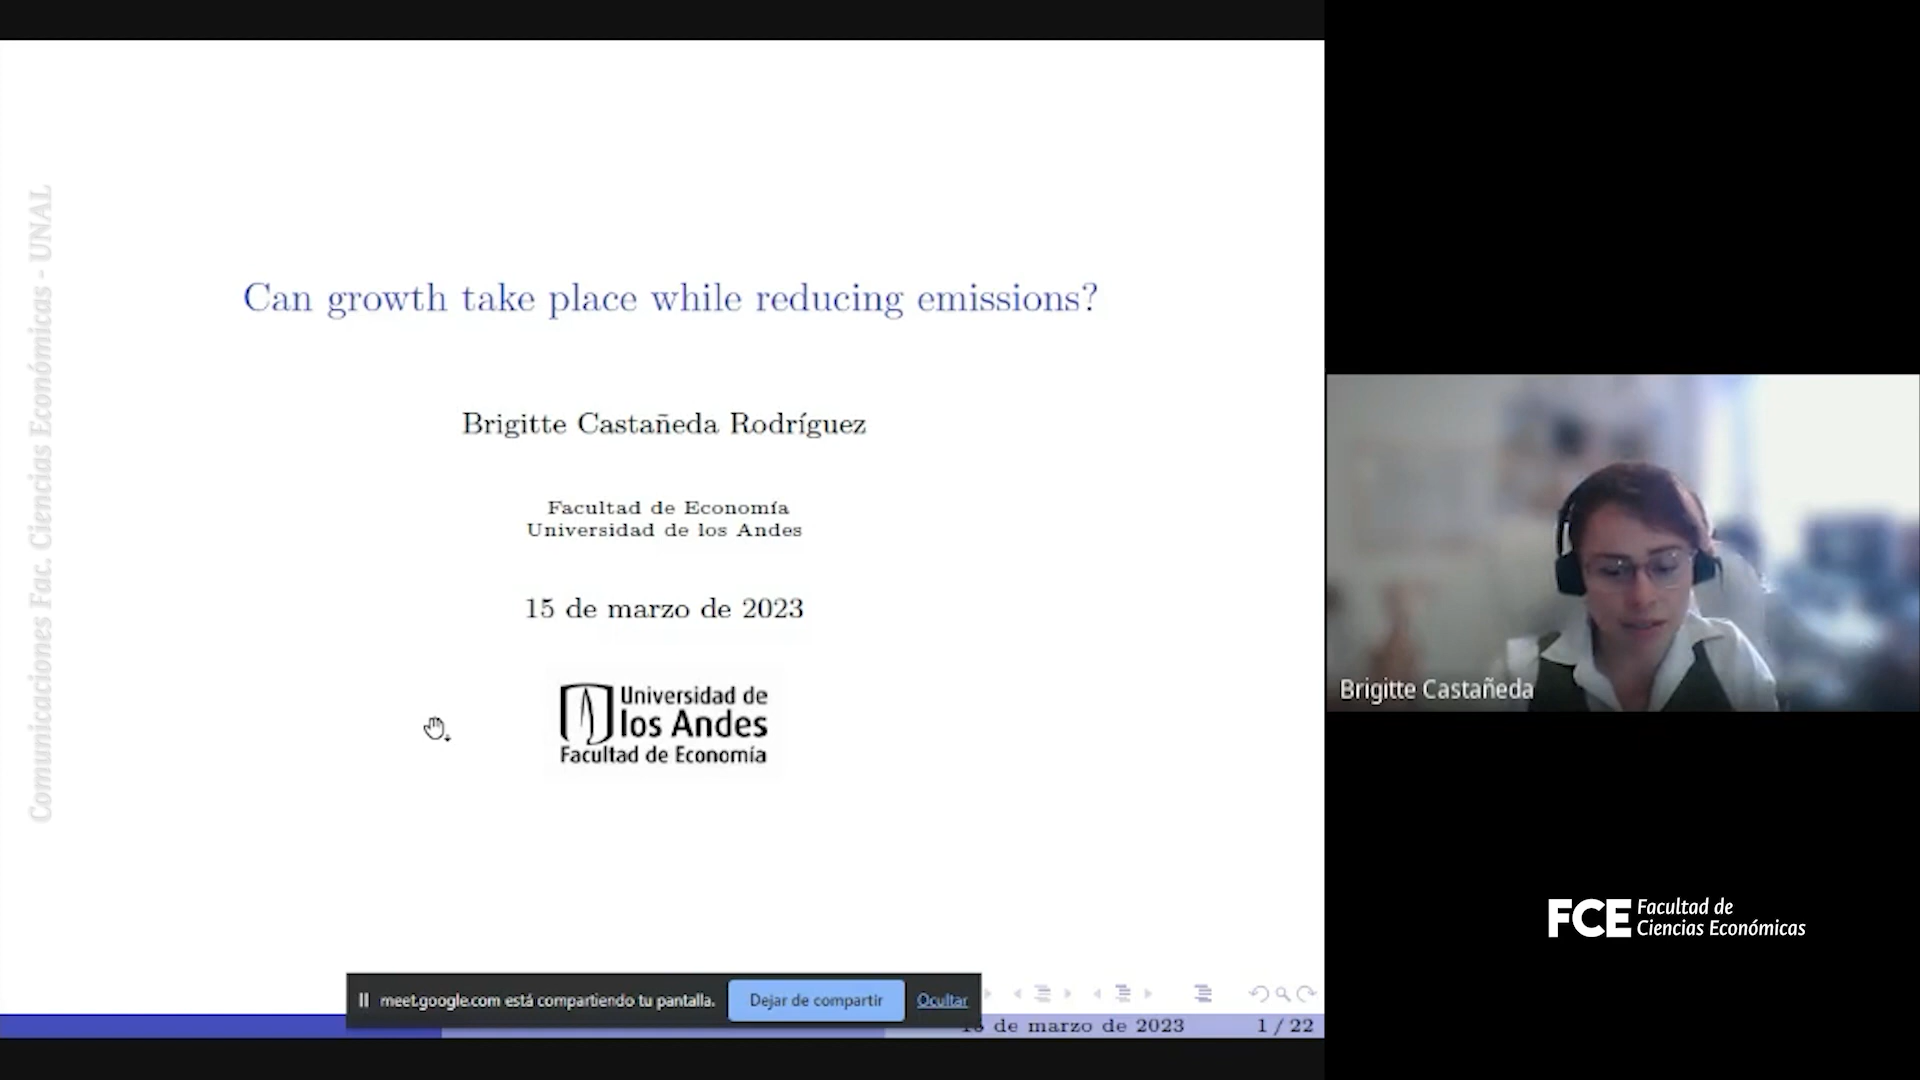 Comunicaciones Fac. Ciencias Económicas - UNAL
Can growth take place while reducing emissions?
Brigitte Castañeda Rodríguez
Facultad de Economía
Universidad de los Andes
15 de marzo de 2023
Universidad de
los Andes
Facultad de Economía
meet.google.com está compartiendo tu pantalla.
Dejar de compartir
Ocultar
de marzo de 2023
1 / 22
Brigitte Castañeda
FCE Facultad de
Ciencias Económicas